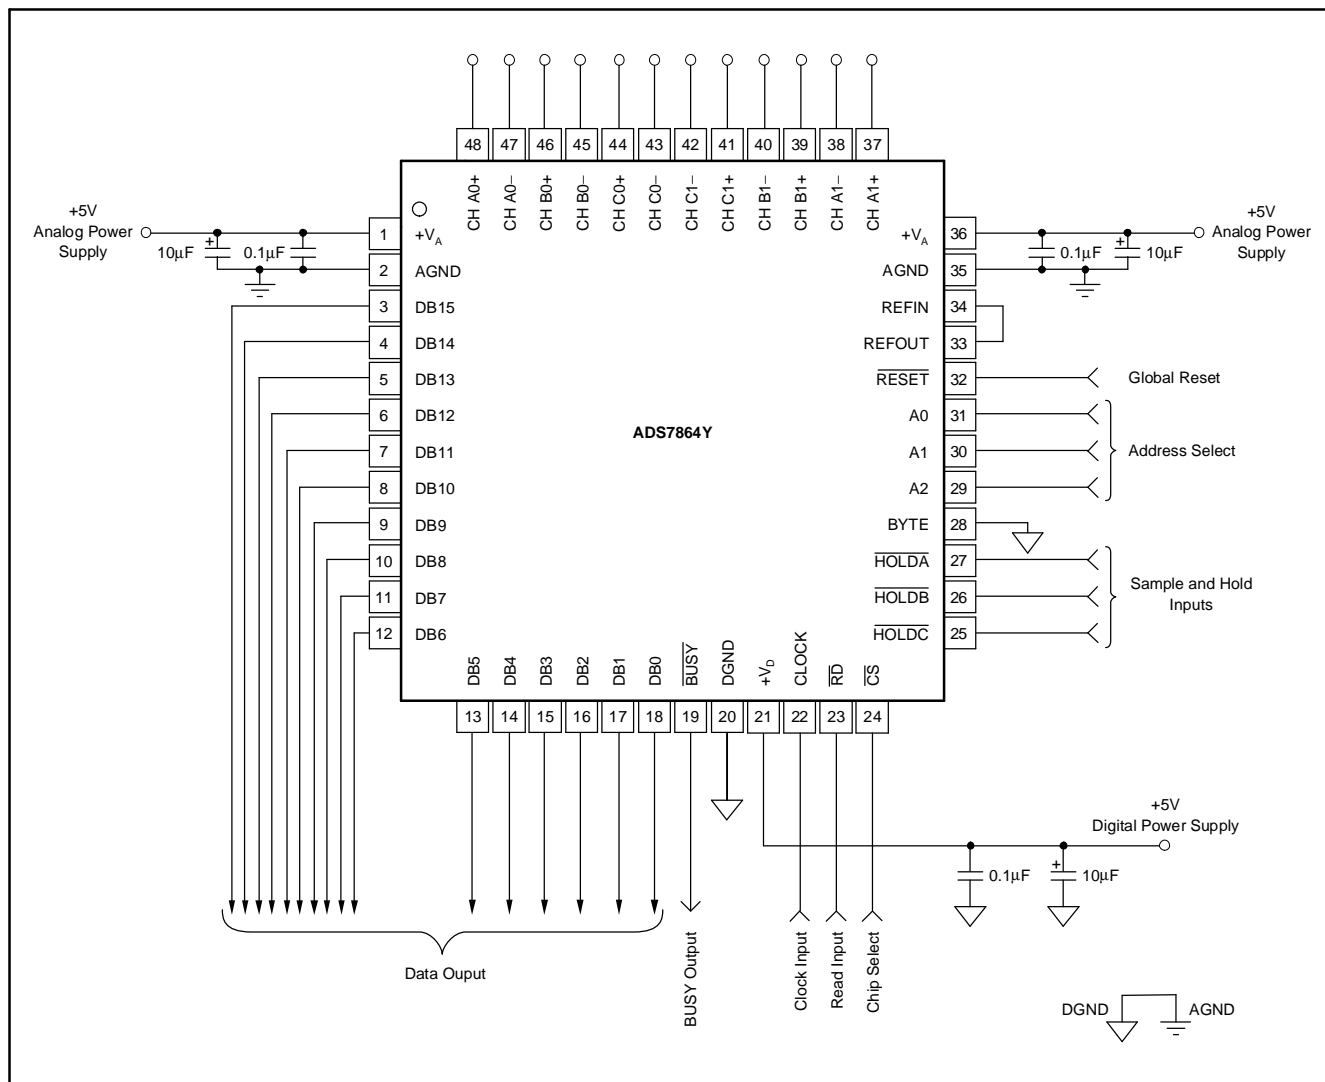 48 47 46 45 44 43 42 41 40 39 38 37
CH A0+
CH A0−
CH B0+
CH B0−
CH C0+
CH C0−
CH C1−
CH C1+
CH B1−
CH B1+
CH A1−
CH A1+
+5V
Analog Power
Supply
10µF
+
0.1µF
1 +VA
2 AGND
3 DB15
4 DB14
5 DB13
6 DB12
7 DB11
8 DB10
9 DB9
10 DB8
11 DB7
12 DB6
ADS7864Y
+VA 36
AGND 35
REFIN 34
REFOUT 33
RESET 32
A0 31
A1 30
A2 29
BYTE 28
HOLDA 27
HOLDB 26
HOLDC 25
0.1µF
+
10µF
+5V
Analog Power
Supply
Global Reset
Address Select
Sample and Hold
Inputs
DB5
DB4
DB3
DB2
DB1
DB0
BUSY
DGND
+VD
CLOCK
RD
CS
13 14 15 16 17 18 19 20 21 22 23 24
+5V
Digital Power Supply
0.1µF
+
10µF
Data Ouput
BUSY Output
Clock Input
Read Input
Chip Select
DGND
AGND